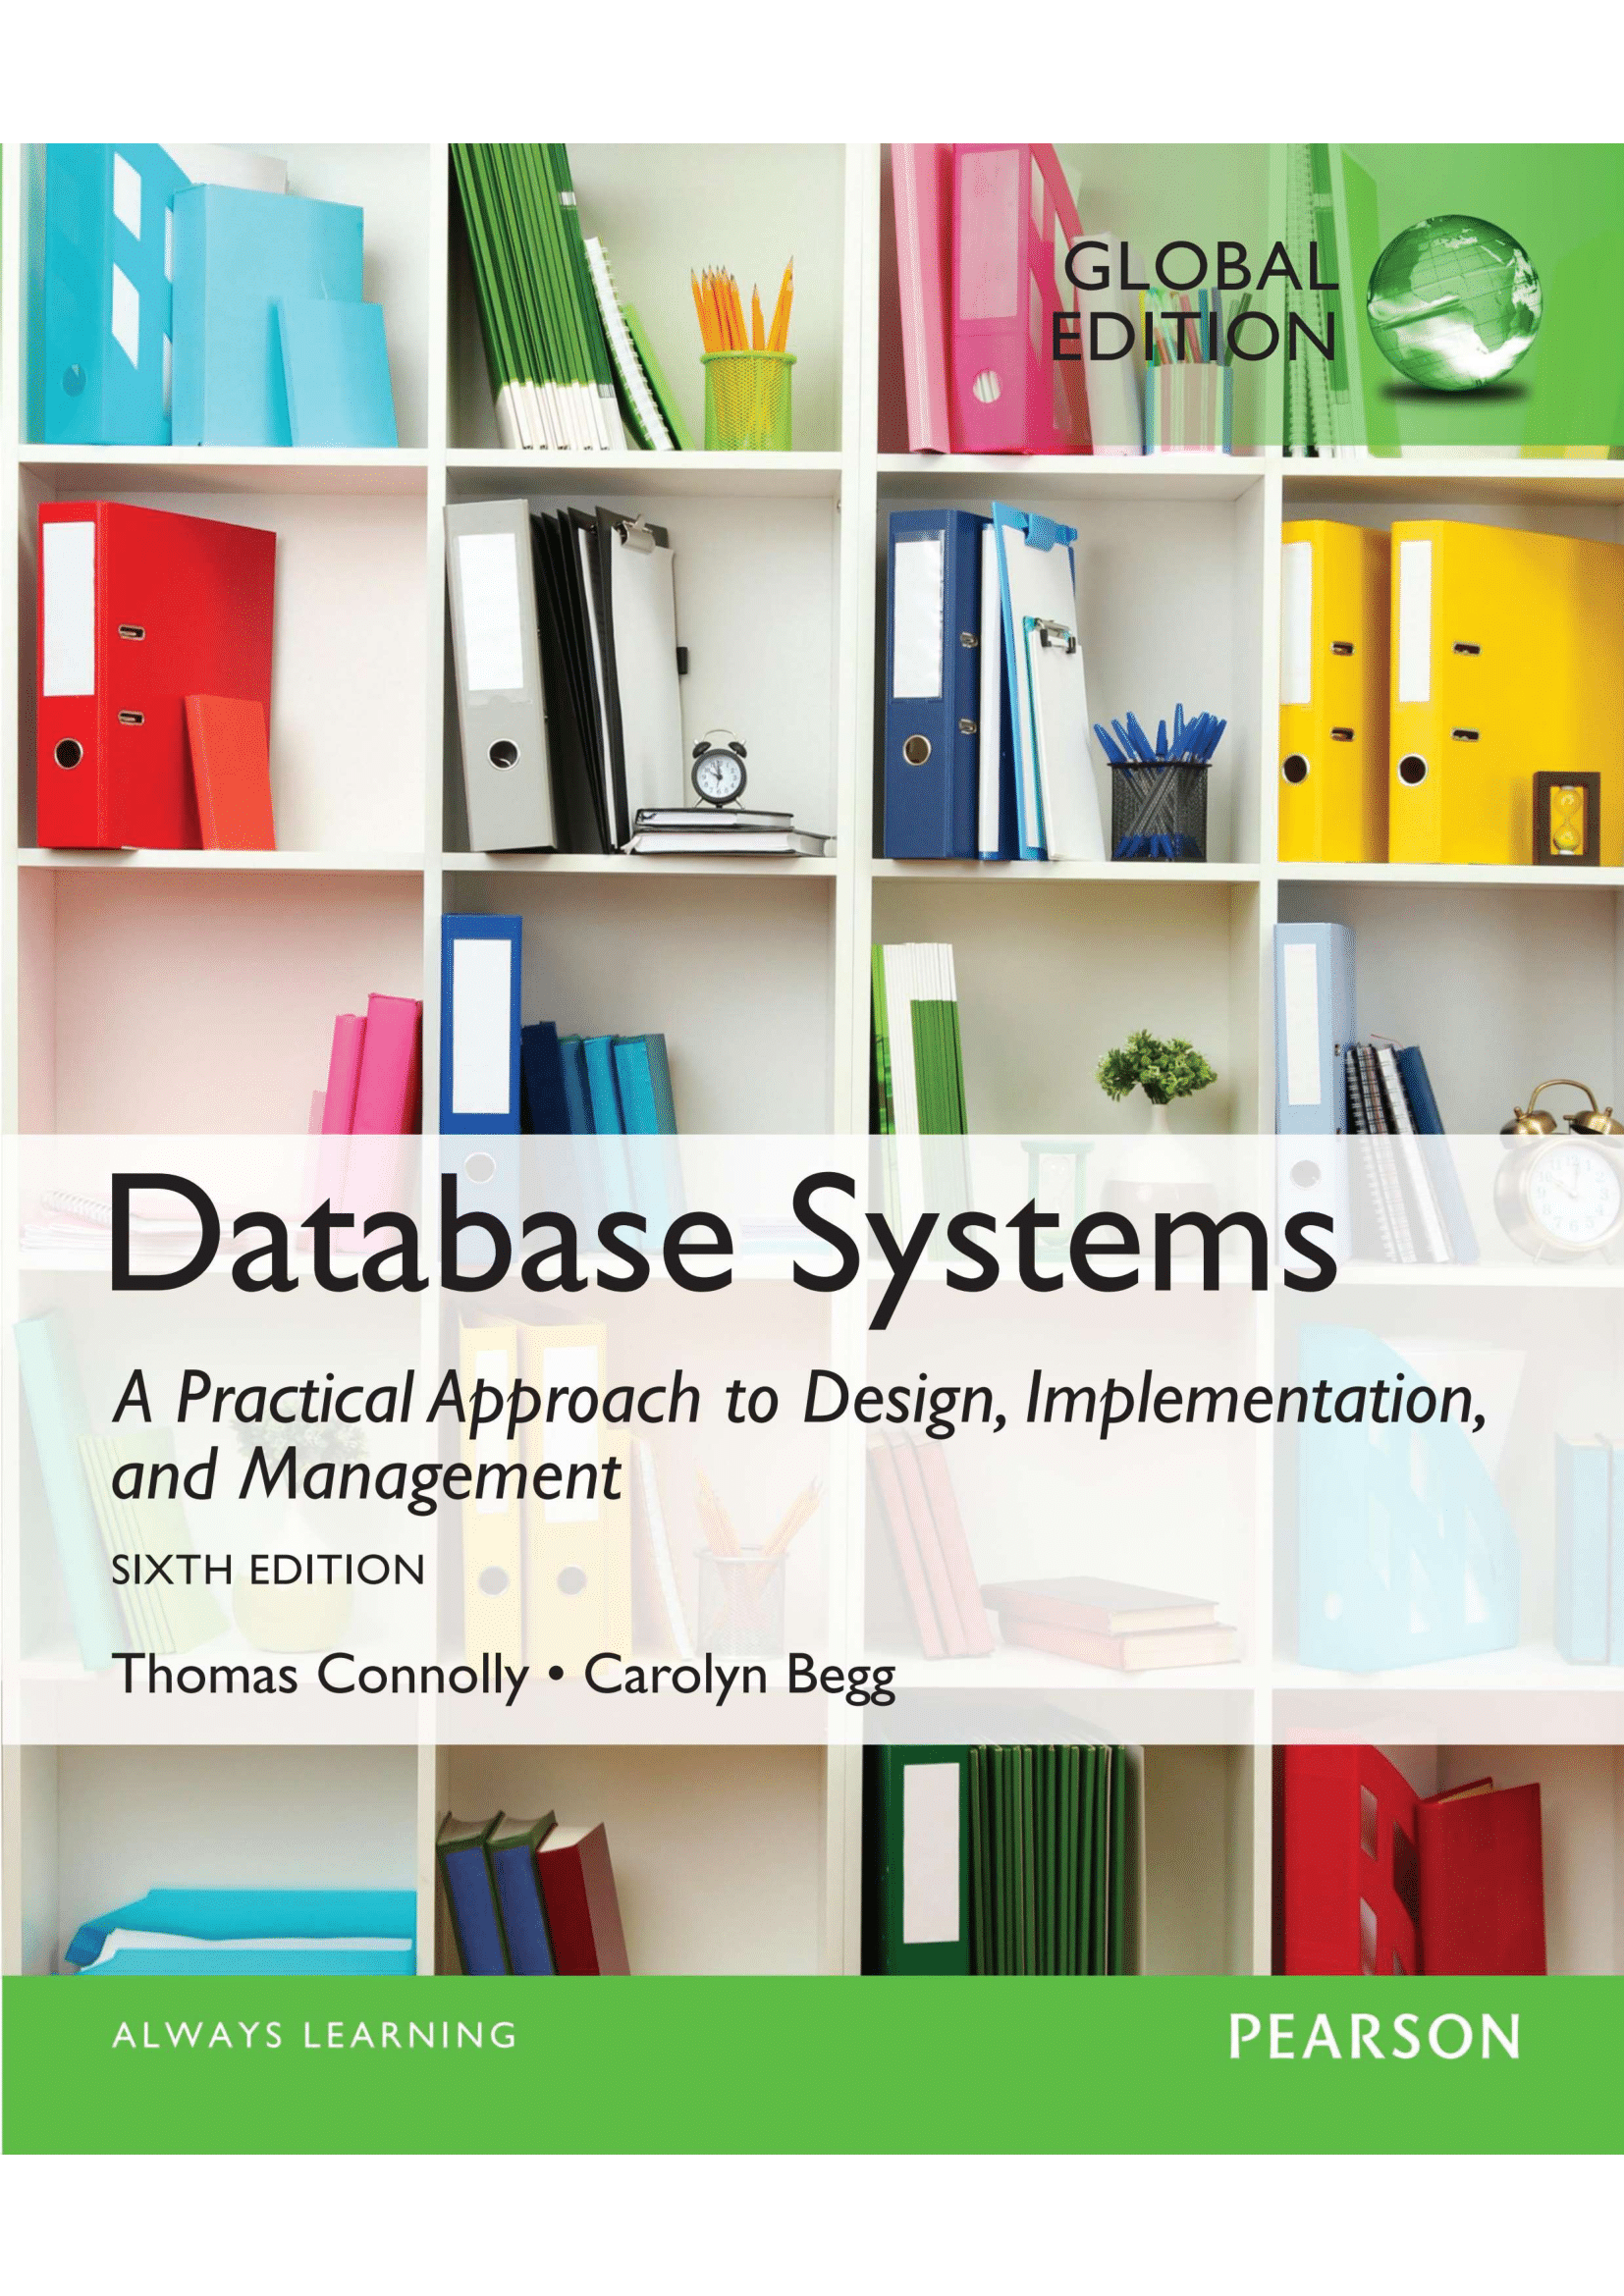 GLOBAL
EDITION
Database Systems
A Practical Approach to Design, Implementation,
and Management
SIXTH EDITION
Thomas Connolly • Carolyn Begg
ALWAYS LEARNING
PEARSON